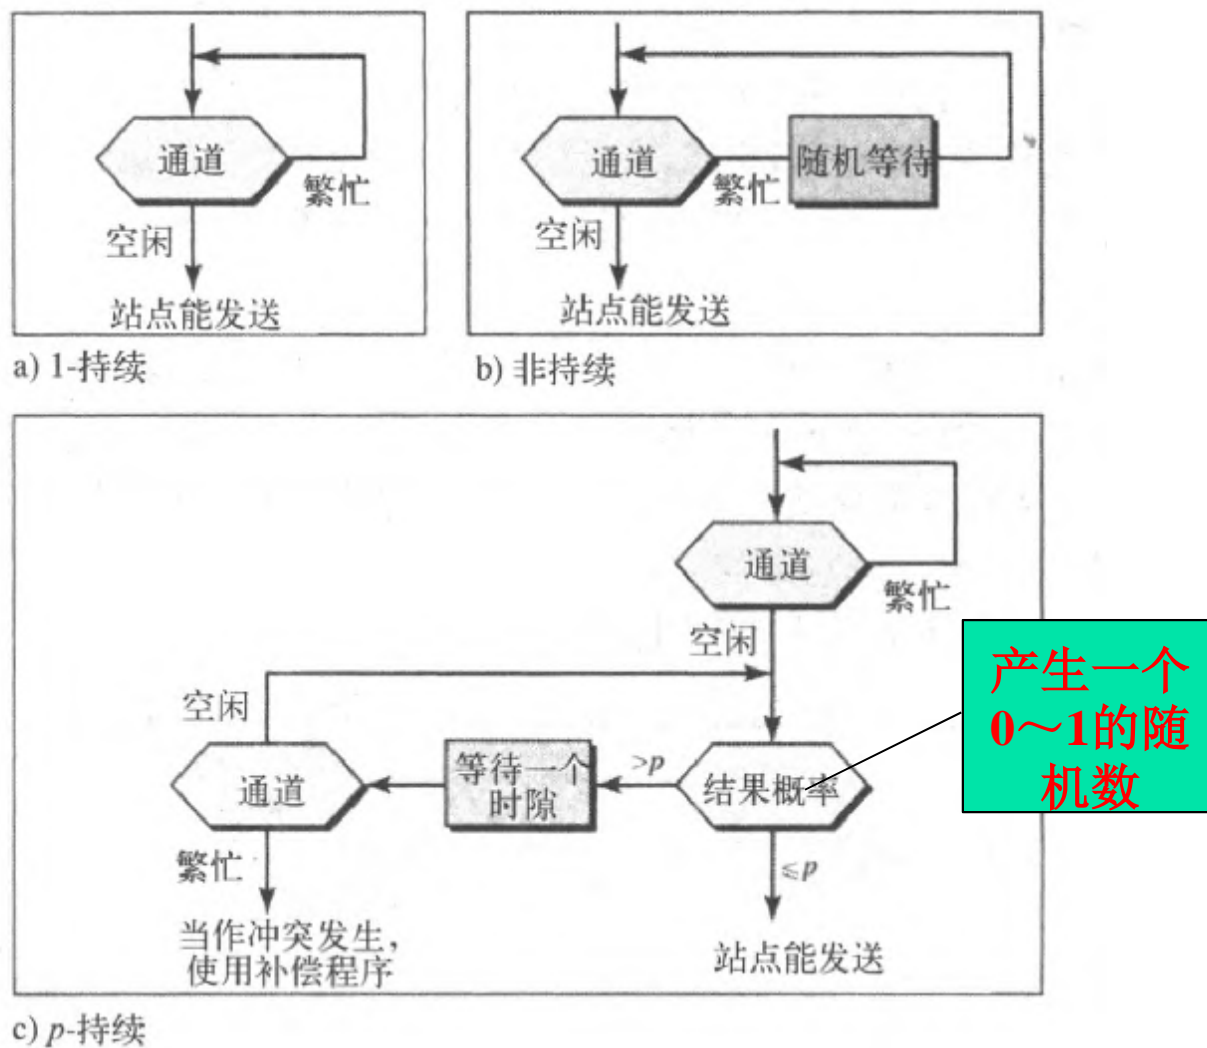 通道
繁忙
空闲
站点能发送
a) 1-持续
通道
繁忙
随机等待
空闲
站点能发送
b) 非持续
通道
繁忙
空闲
产生一个
0～1的随
机数
结果概率
>p
≤p
站点能发送
等待一个
时隙
通道
空闲
繁忙
当作冲突发生，
使用补偿程序
c) p-持续